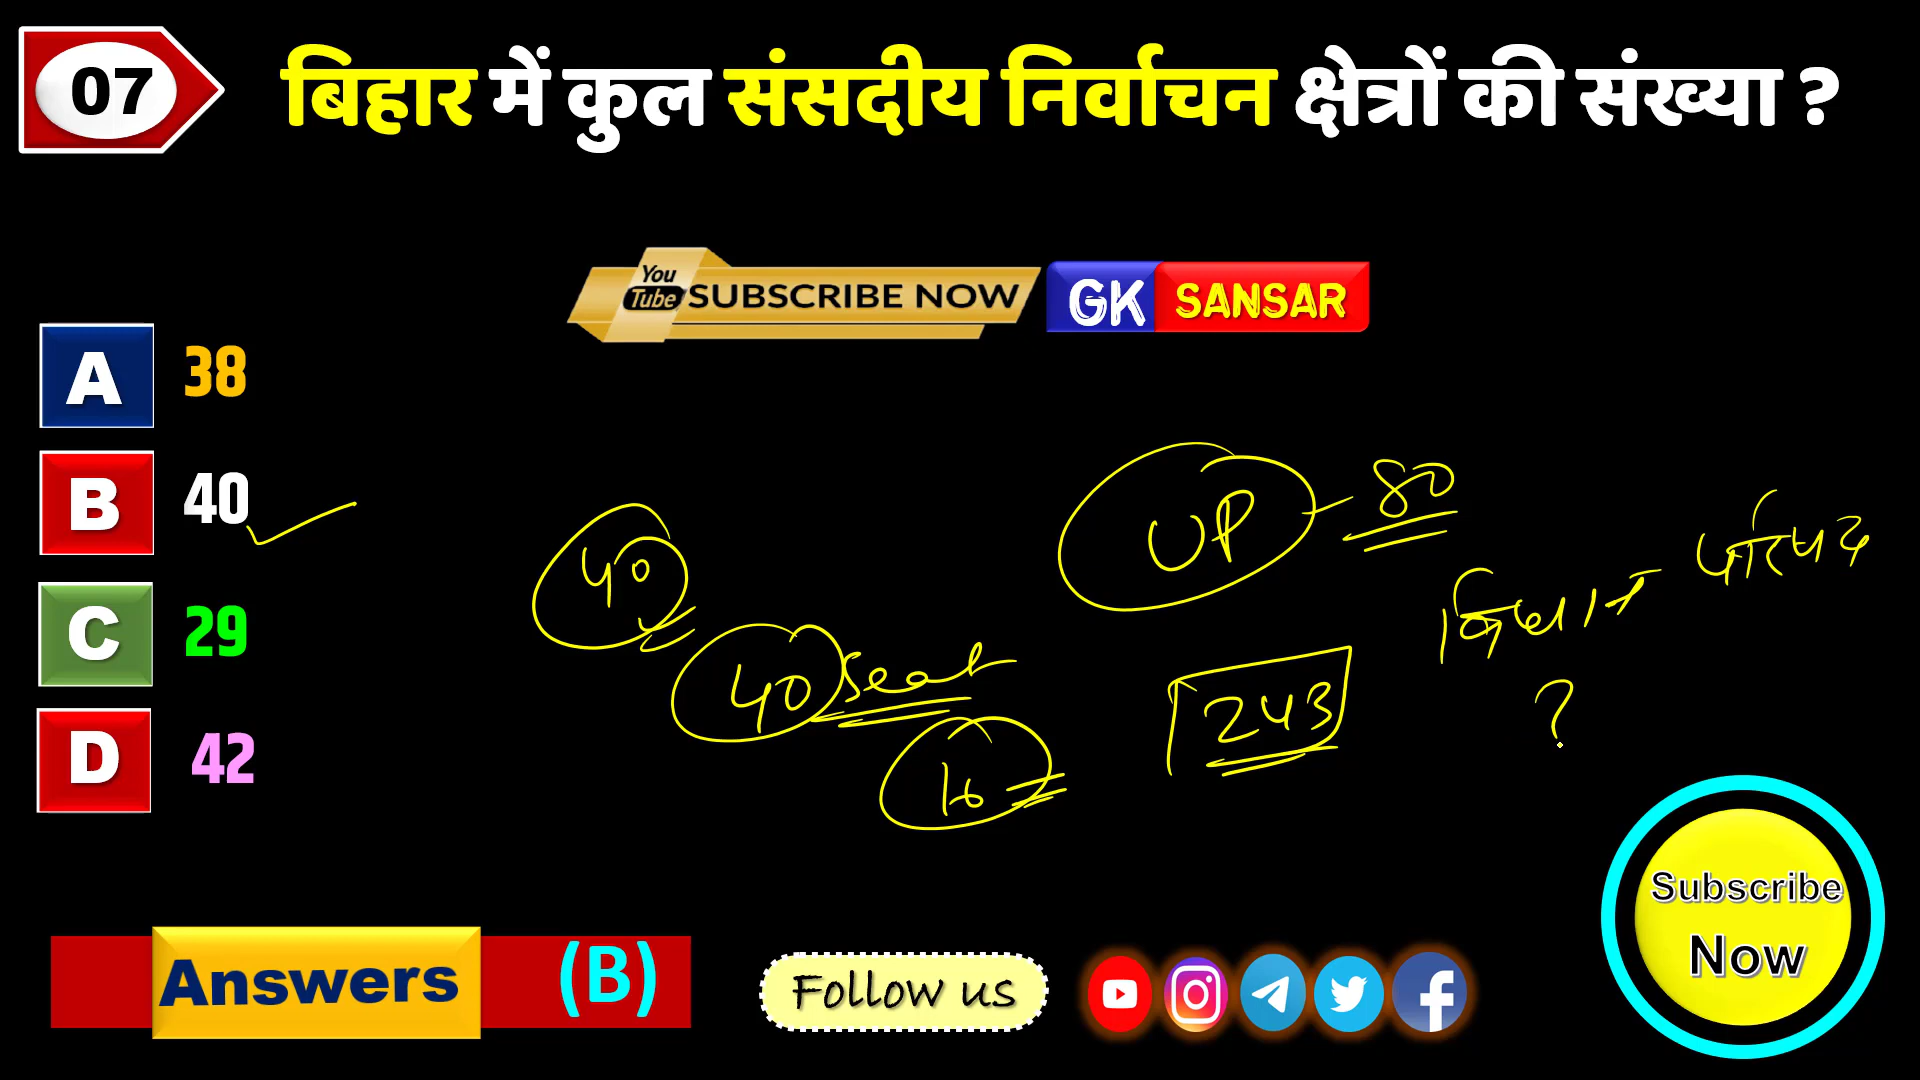 07
बिहार में कुल संसदीय निर्वाचन क्षेत्रों की संख्या ?
You
Tube SUBSCRIBE NOW
GK SANSAR
A 38
B 40
C 29
D 42
40
40 Seat
16
UP - 80
243
विधान परिषद
?
Answers (B)
Follow us
Subscribe
Now